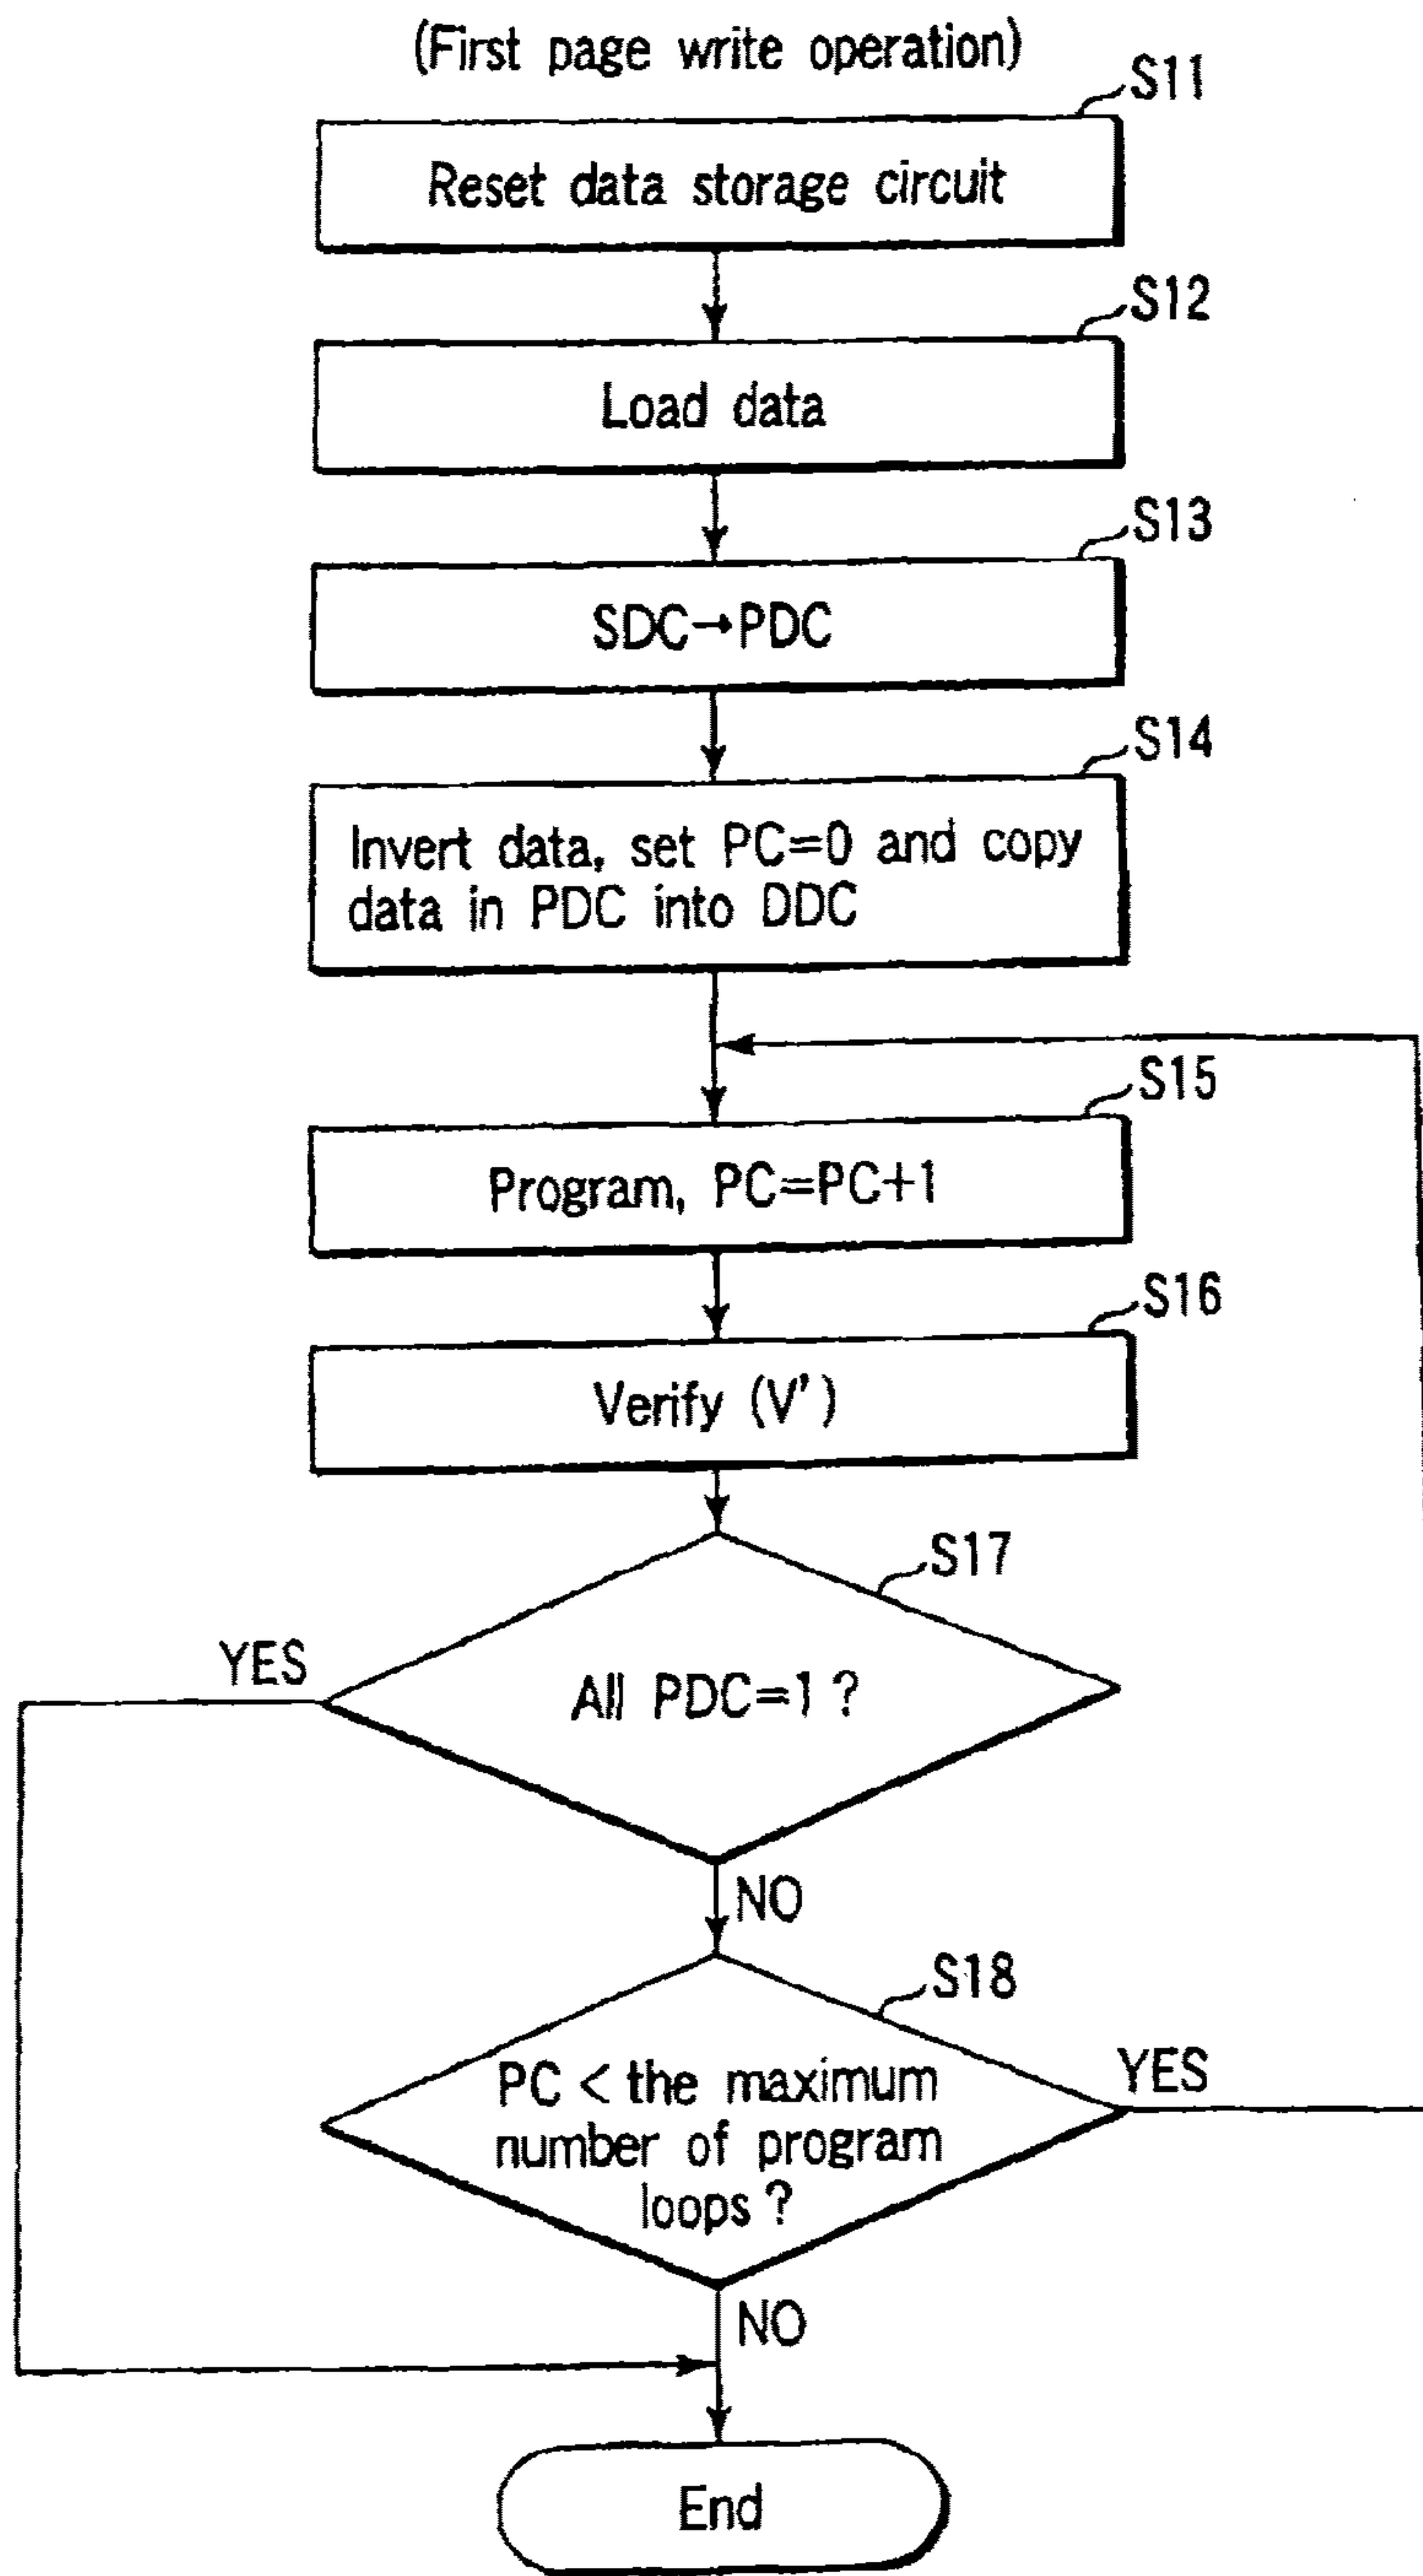 (First page write operation)
S11
Reset data storage circuit
S12
Load data
S13
SDC→PDC
S14
Invert data, set PC=0 and copy
data in PDC into DDC
S15
Program, PC=PC+1
S16
Verify (V')
S17
YES
All PDC=1 ?
NO
S18
PC < the maximum
number of program
loops ?
YES
NO
End